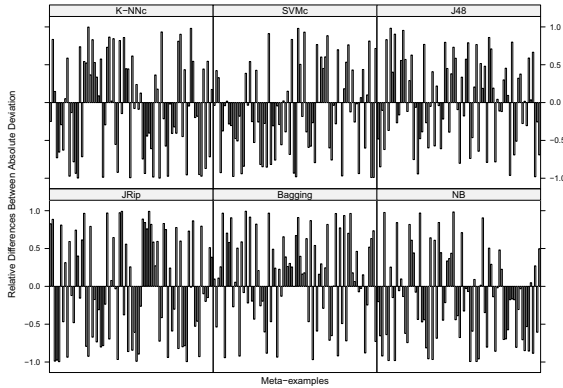 K−NNc SVMc J48
1.0
0.5
0.0
−0.5
−1.0
JRip Bagging NB
1.0
0.5
0.0
−0.5
−1.0
Relative Differences Between Absolute Deviation
Meta−examples